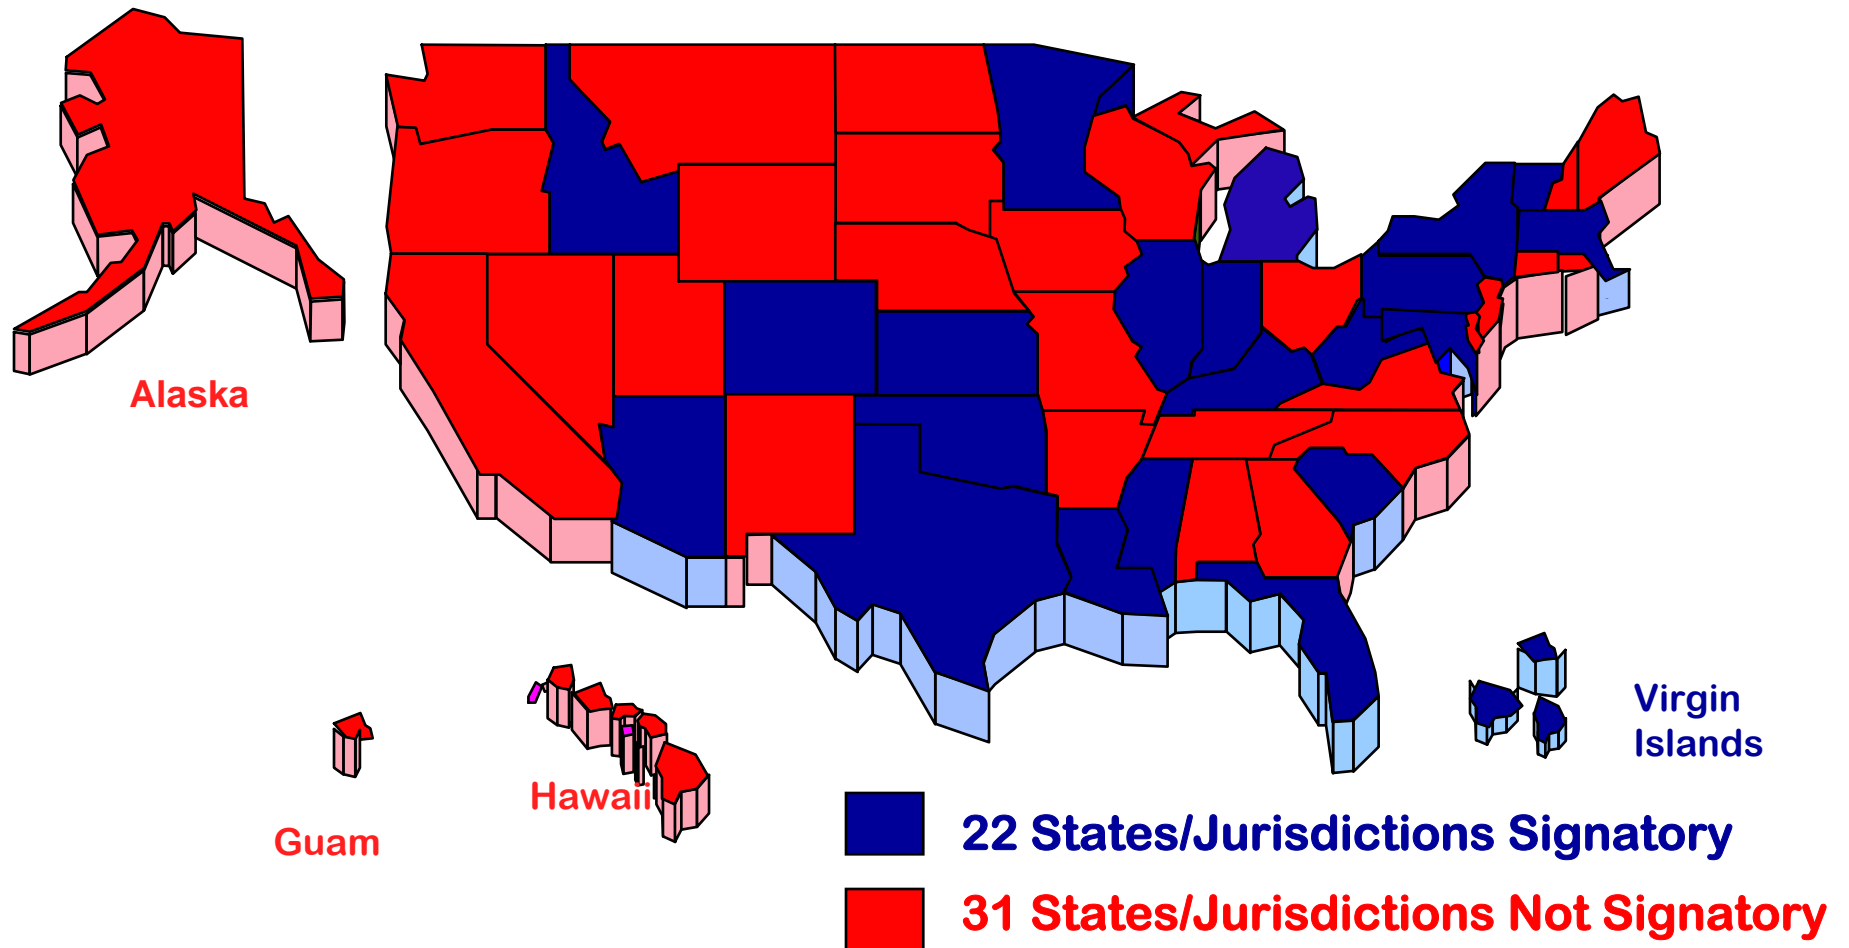 Alaska
Virgin
Islands
Hawaii
Guam
22 States/Jurisdictions Signatory
31 States/Jurisdictions Not Signatory